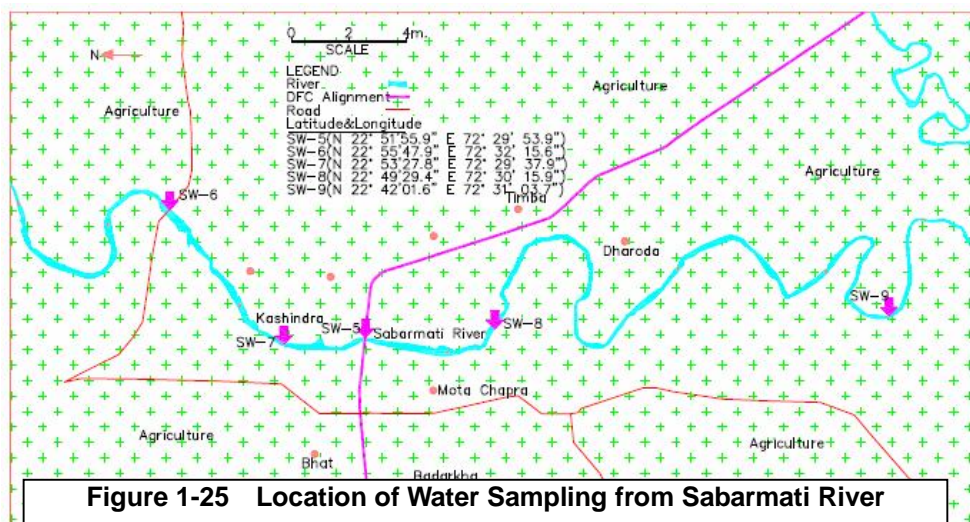 0 2 4m.
SCALE
N
LEGEND
River
DFC Alignment
Road
Latitude&Longitude
SW-5(N 22° 51'55.9" E 72° 29' 53.9")
SW-6(N 22° 55'47.9" E 72° 32' 15.6")
SW-7(N 22° 53'27.8" E 72° 29' 37.9")
SW-8(N 22° 49'29.4" E 72° 30' 15.9")
SW-9(N 22° 42'01.6" E 72° 31' 03.7")
Agriculture
Agriculture
Agriculture
SW-6
Timba
Dharoda
Kashindra
SW-7
SW-5
Sabarmati River
SW-8
SW-9
Mota Chapra
Agriculture
Bhat
Badarkha
Agriculture
Figure 1-25 Location of Water Sampling from Sabarmati River